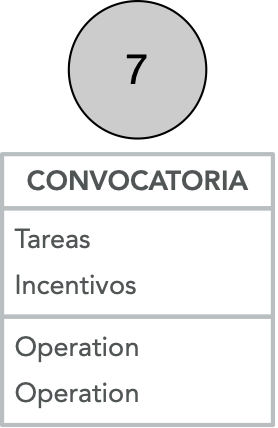 7
CONVOCATORIA
Tareas
Incentivos
Operation
Operation